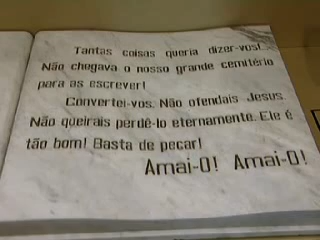 Tantas coisas queria dizer-vos!
Não chegava o nosso grande cemitério
para as escrever!
Convertei-vos. Não ofendais Jesus.
Não queirais perdê-lo eternamente. Ele é
tão bom! Basta de pecar!
Amai-O! Amai-O!